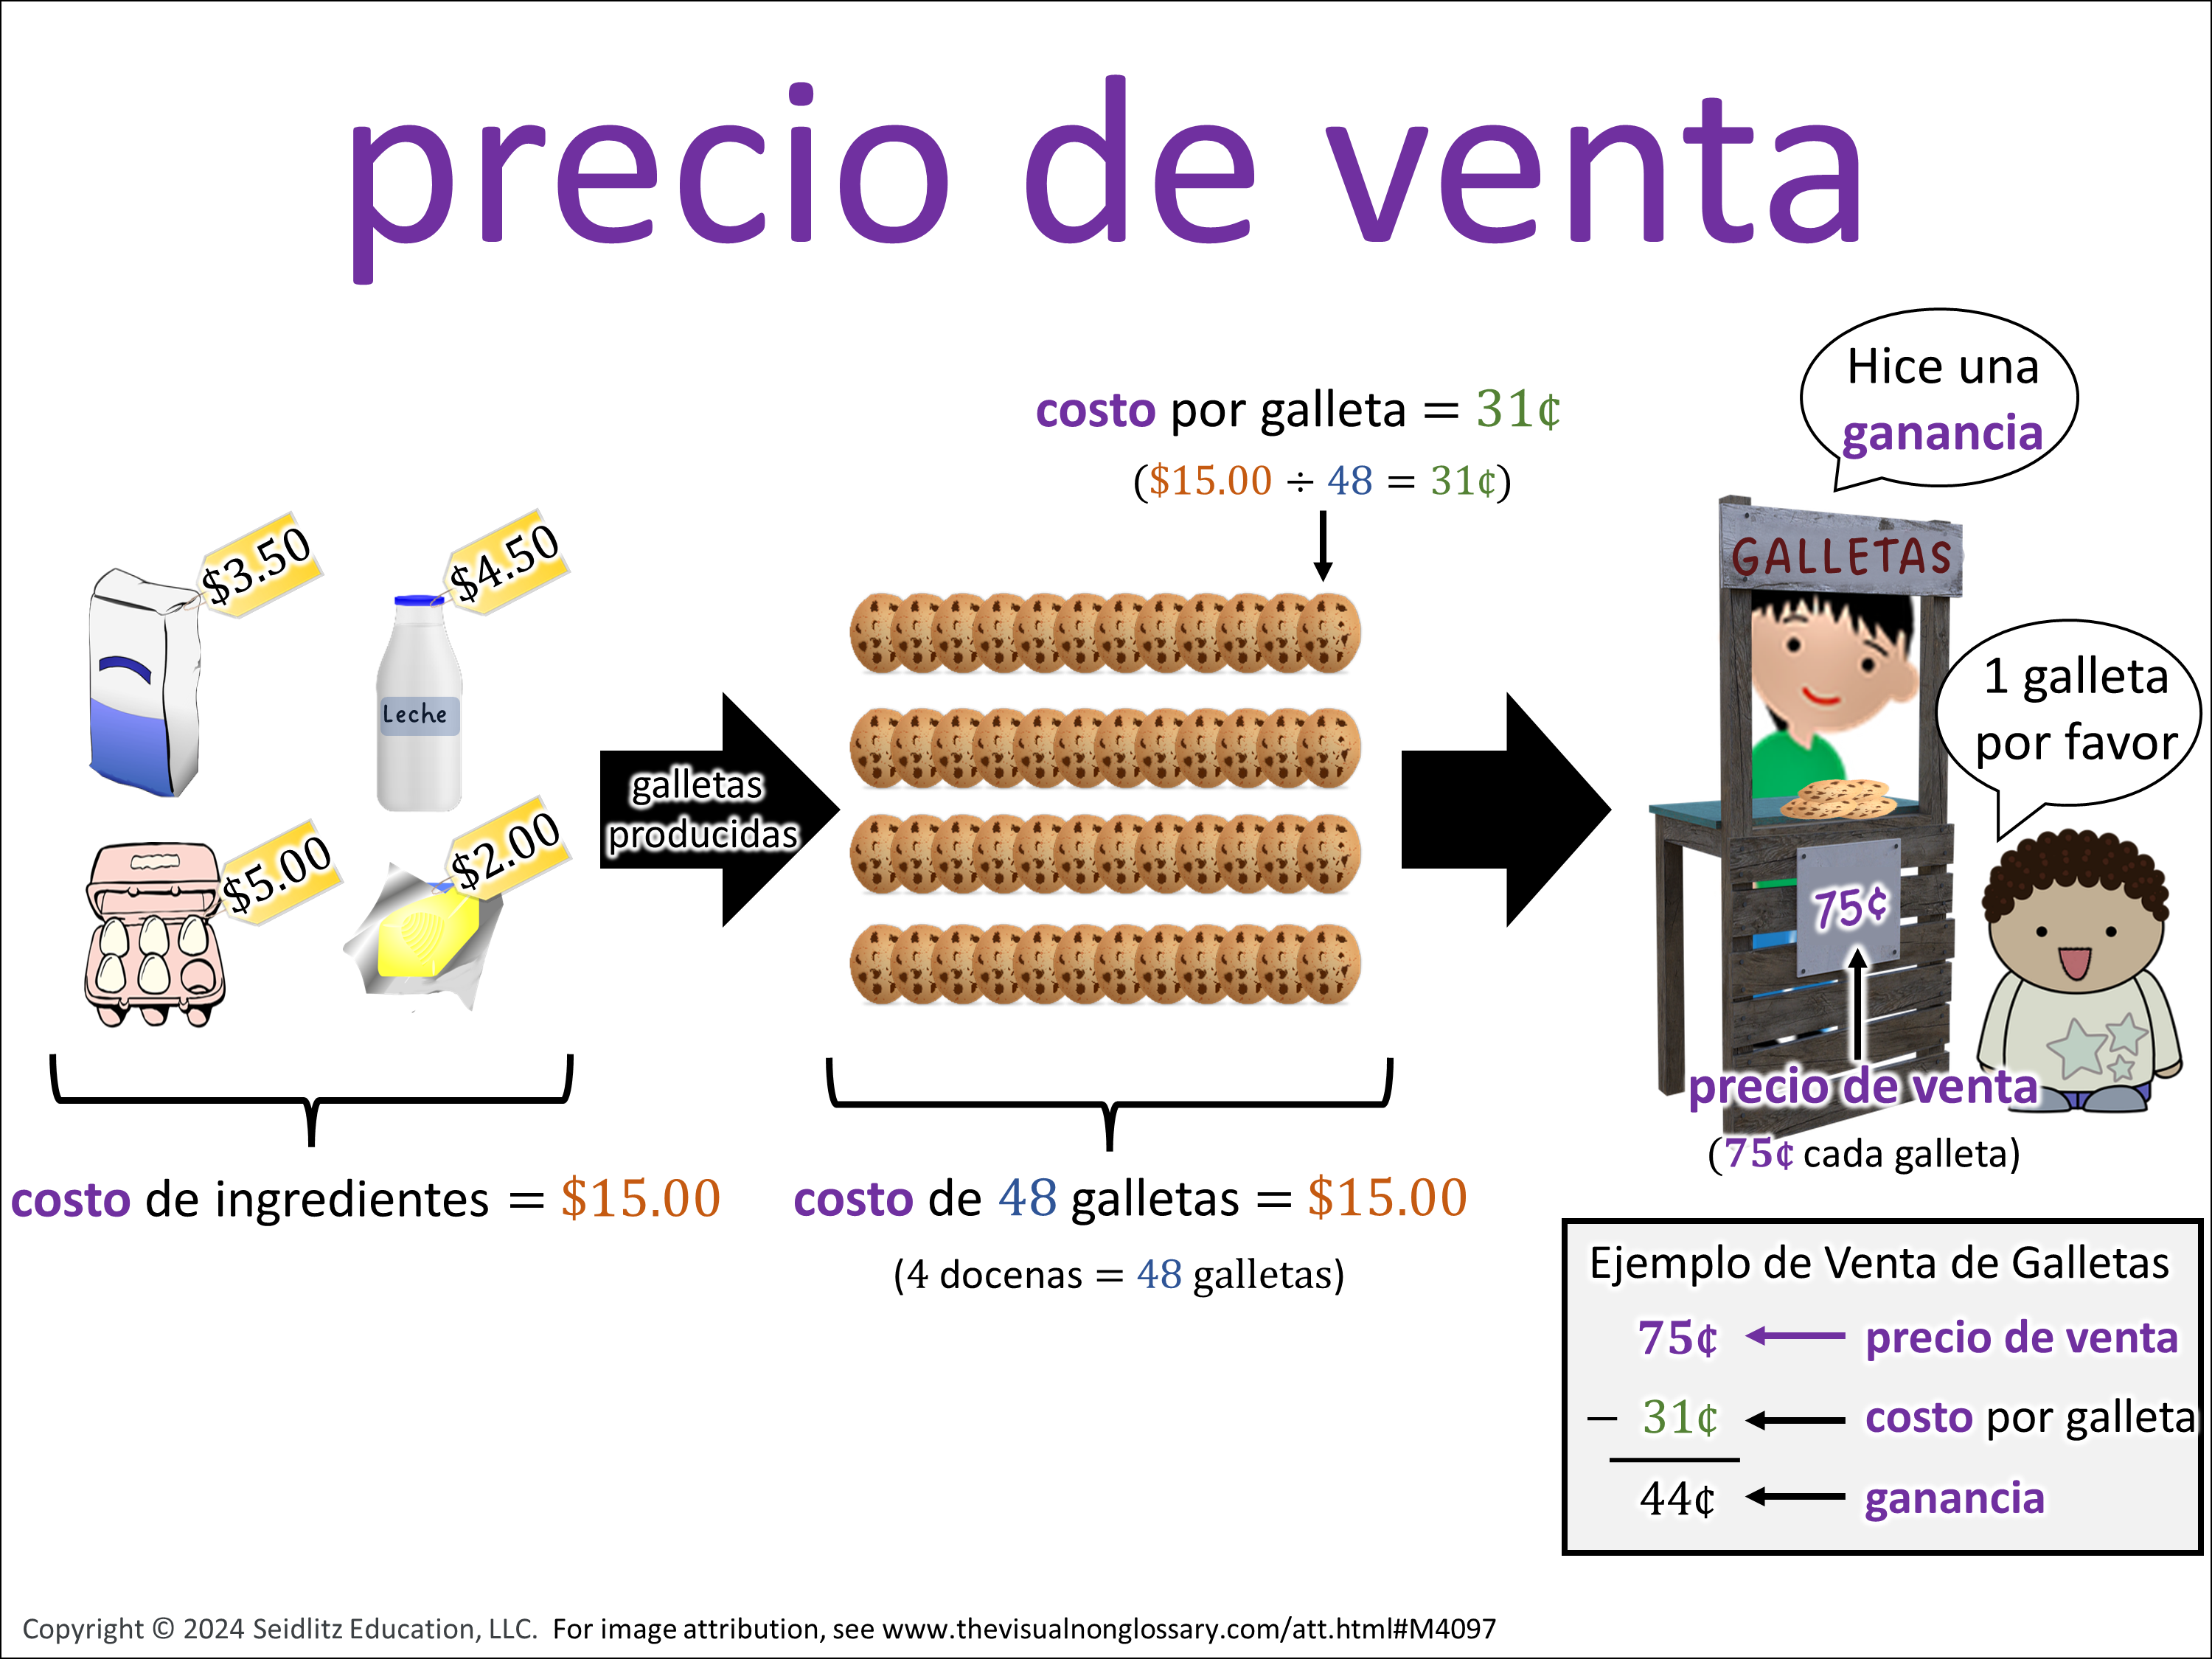 precio de venta
Hice una
ganancia
costo por galleta = 31¢
($15.00 ÷ 48 = 31¢)
$3.50
$4.50
GALLETAS
1 galleta
por favor
Leche
galletas
producidas
$5.00
$2.00
75¢
precio de venta
(75¢ cada galleta)
costo de ingredientes = $15.00
costo de 48 galletas = $15.00
(4 docenas = 48 galletas)
Ejemplo de Venta de Galletas
75¢ precio de venta
− 31¢ costo por galleta
44¢ ganancia
Copyright © 2024 Seidlitz Education, LLC. For image attribution, see www.thevisualnonglossary.com/att.html#M4097